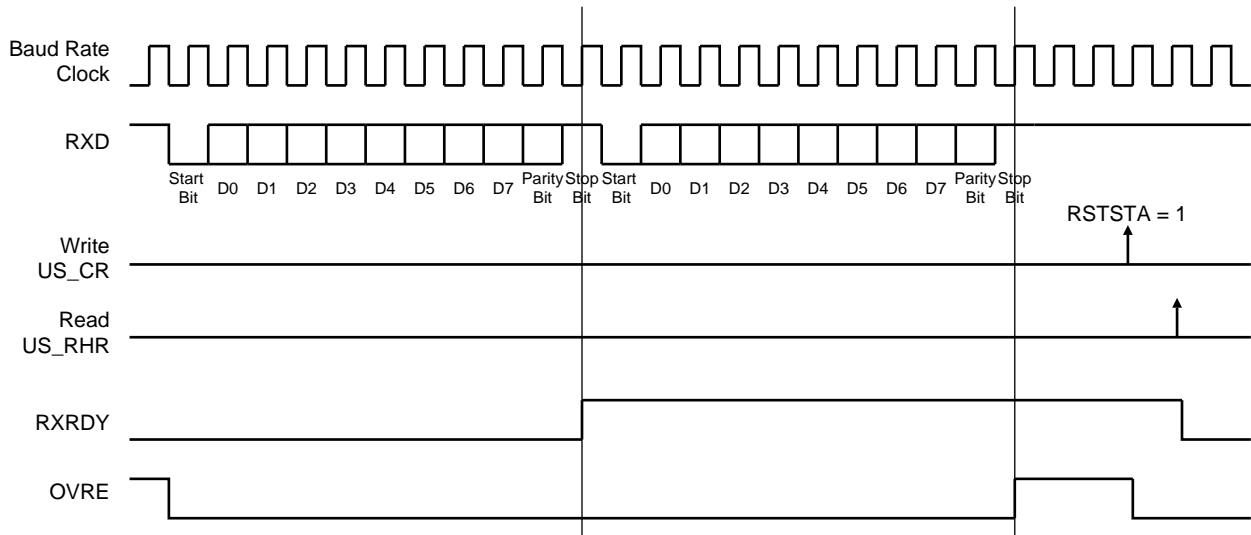 Baud Rate
Clock
RXD
Start
Bit
D0
D1
D2
D3
D4
D5
D6
D7
Parity
Bit
Stop
Bit
Start
Bit
D0
D1
D2
D3
D4
D5
D6
D7
Parity
Bit
Stop
Bit
RSTSTA = 1
Write
US_CR
Read
US_RHR
RXRDY
OVRE